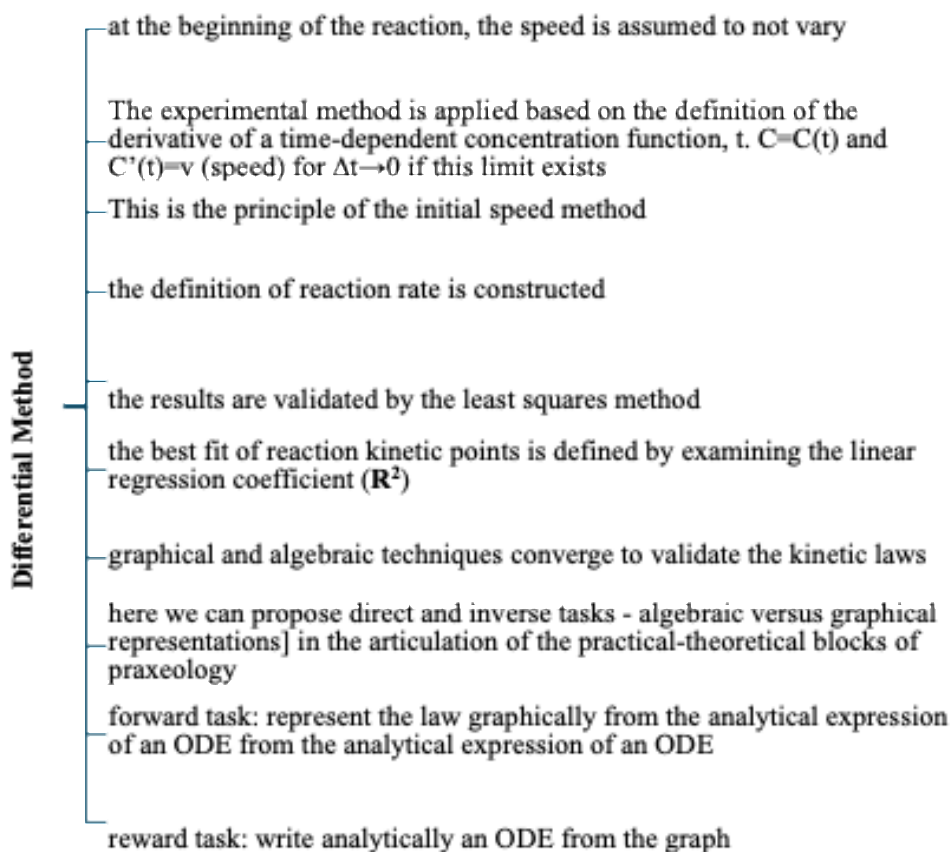 at the beginning of the reaction, the speed is assumed to not vary
The experimental method is applied based on the definition of the
derivative of a time-dependent concentration function, t. C=C(t) and
C’(t)=v (speed) for Δt→0 if this limit exists
This is the principle of the initial speed method
the definition of reaction rate is constructed
Differential Method
the results are validated by the least squares method
the best fit of reaction kinetic points is defined by examining the linear
regression coefficient (R²)
graphical and algebraic techniques converge to validate the kinetic laws
here we can propose direct and inverse tasks - algebraic versus graphical
representations] in the articulation of the practical-theoretical blocks of
praxeology
forward task: represent the law graphically from the analytical expression
of an ODE from the analytical expression of an ODE
reward task: write analytically an ODE from the graph